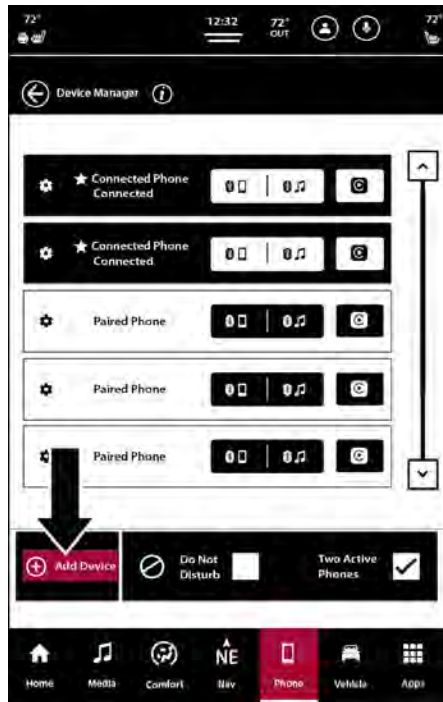 72°
12:32
72°
OUT
72°
Device Manager
Connected Phone
Connected
Connected Phone
Connected
Paired Phone
Paired Phone
Paired Phone
Add Device
Do Not
Disturb
Two Active
Phones
NE
Home
Media
Comfort
Nav
Phone
Vehicle
Apps